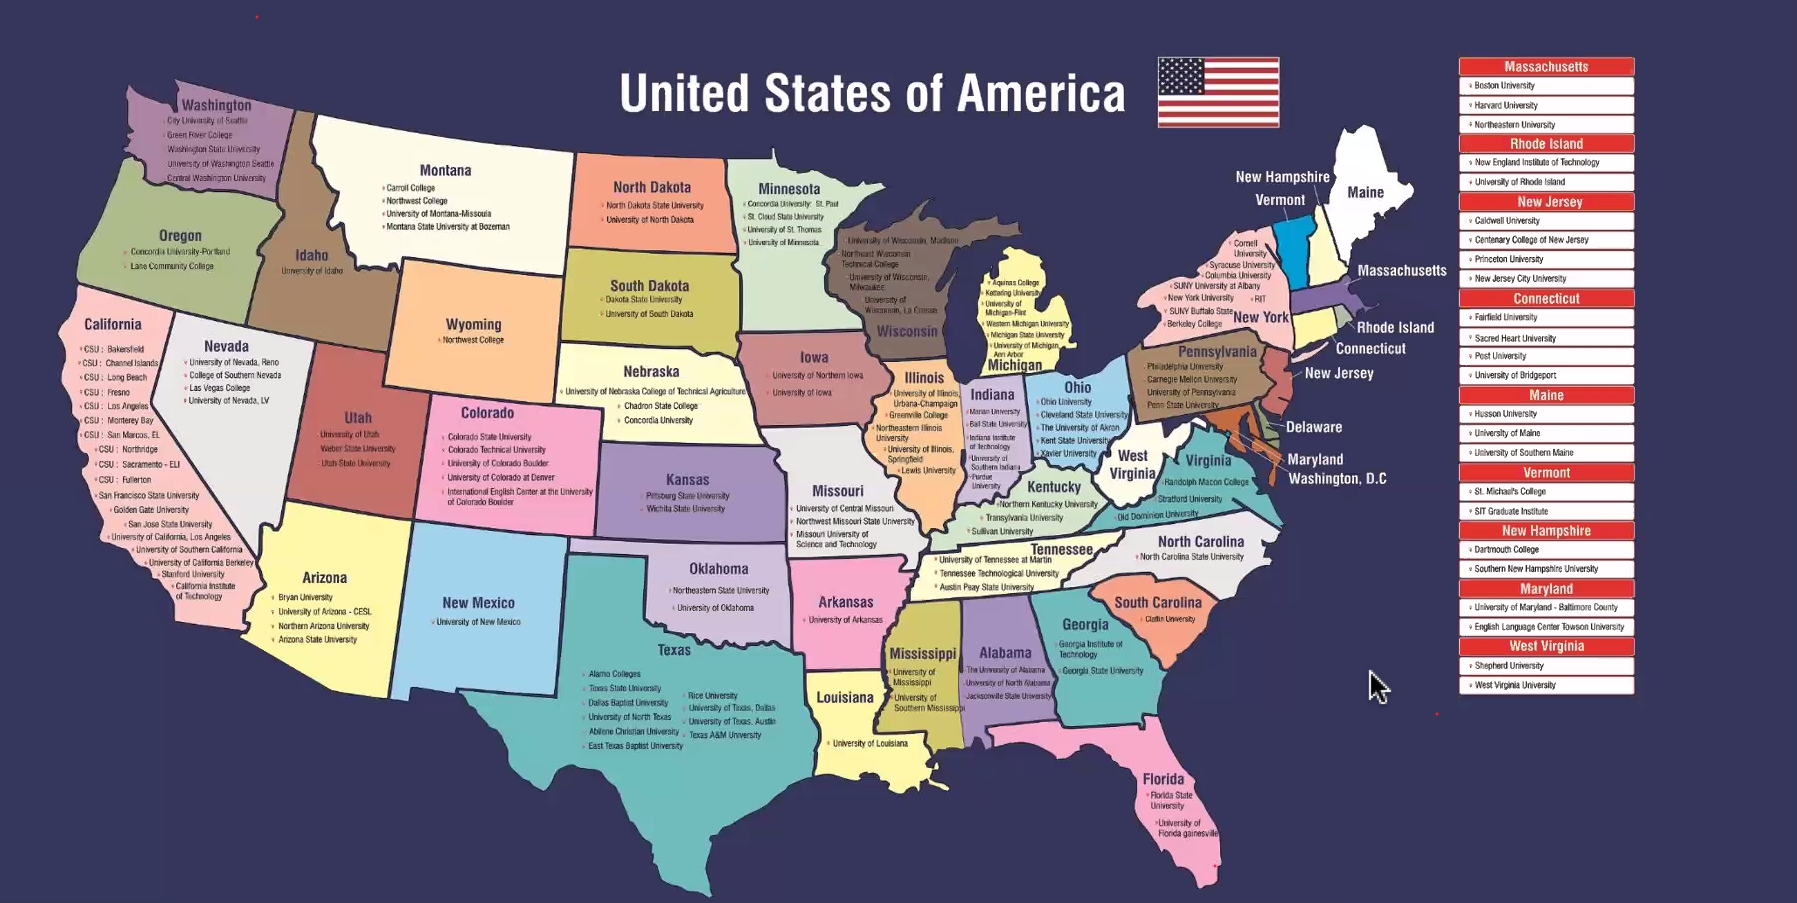 United States of America
Washington
City University of Seattle
Green River College
Washington State University
University of Washington Seattle
Central Washington University
Oregon
Concordia University-Portland
Lane Community College
Idaho
University of Idaho
Montana
Carroll College
Northwest College
University of Montana-Missoula
Montana State University at Bozeman
North Dakota
North Dakota State University
University of North Dakota
South Dakota
Dakota State University
University of South Dakota
Minnesota
Concordia University: St. Paul
St. Cloud State University
University of St. Thomas
University of Minnesota
University of Wisconsin, Madison
Northeast Wisconsin
Technical College
University of Wisconsin,
Milwaukee
University of
Wisconsin, La Crosse
Wisconsin
Aquinas College
Kettering University
University of
Michigan-Flint
Western Michigan University
Michigan State University
University of Michigan,
Ann Arbor
Michigan
California
CSU : Bakersfield
CSU : Channel Islands
CSU : Long Beach
CSU : Fresno
CSU : Los Angeles
CSU : Monterey Bay
CSU : San Marcos, EL
CSU : Northridge
CSU : Sacramento - ELI
CSU : Fullerton
San Francisco State University
Golden Gate University
San Jose State University
University of California, Los Angeles
University of Southern California
University of California Berkeley
Stanford University
California Institute
of Technology
Nevada
University of Nevada, Reno
College of Southern Nevada
Las Vegas College
University of Nevada, LV
Utah
University of Utah
Weber State University
Utah State University
Wyoming
Northwest College
Colorado
Colorado State University
Colorado Technical University
University of Colorado Boulder
University of Colorado at Denver
International English Center at the University
of Colorado Boulder
Nebraska
University of Nebraska College of Technical Agriculture
Chadron State College
Concordia University
Kansas
Pittsburg State University
Wichita State University
Iowa
University of Northern Iowa
University of Iowa
Missouri
University of Central Missouri
Northwest Missouri State University
Missouri University of
Science and Technology
Illinois
University of Illinois,
Urbana-Champaign
Greenville College
Northeastern Illinois
University
University of Illinois,
Springfield
Lewis University
Indiana
Marian University
Ball State University
Indiana Institute
of Technology
University of
Southern Indiana
Purdue
University
Ohio
Ohio University
Cleveland State University
The University of Akron
Kent State University
Xavier University
Kentucky
Northern Kentucky University
Transylvania University
Sullivan University
Tennessee
University of Tennessee at Martin
Tennessee Technological University
Austin Peay State University
West
Virginia
Virginia
Randolph Macon College
Stratford University
Old Dominion University
North Carolina
North Carolina State University
South Carolina
Claflin University
Georgia
Georgia Institute of
Technology
Georgia State University
Alabama
The University of Alabama
University of North Alabama
Jacksonville State University
Mississippi
University of
Mississippi
University of
Southern Mississippi
Louisiana
University of Louisiana
Arkansas
University of Arkansas
Oklahoma
Northeastern State University
University of Oklahoma
Texas
Alamo Colleges
Texas State University
Dallas Baptist University
University of North Texas
Abilene Christian University
East Texas Baptist University
Rice University
University of Texas, Dallas
University of Texas, Austin
Texas A&M University
New Mexico
University of New Mexico
Arizona
Bryan University
University of Arizona - CESL
Northern Arizona University
Arizona State University
Florida
Florida State
University
University of
Florida gainesville
Pennsylvania
Philadelphia University
Carnegie Mellon University
University of Pennsylvania
Penn State University
Cornell
University
Syracuse University
Columbia University
SUNY University at Albany
New York University
RIT
SUNY Buffalo State
Berkeley College
New York
New Hampshire
Vermont
Maine
Massachusetts
Rhode Island
Connecticut
New Jersey
Delaware
Maryland
Washington, D.C
Massachusetts
Boston University
Harvard University
Northeastern University
Rhode Island
New England Institute of Technology
University of Rhode Island
New Jersey
Caldwell University
Centenary College of New Jersey
Princeton University
New Jersey City University
Connecticut
Fairfield University
Sacred Heart University
Post University
University of Bridgeport
Maine
Husson University
University of Maine
University of Southern Maine
Vermont
St. Michael's College
SIT Graduate Institute
New Hampshire
Dartmouth College
Southern New Hampshire University
Maryland
University of Maryland - Baltimore County
English Language Center Towson University
West Virginia
Shepherd University
West Virginia University